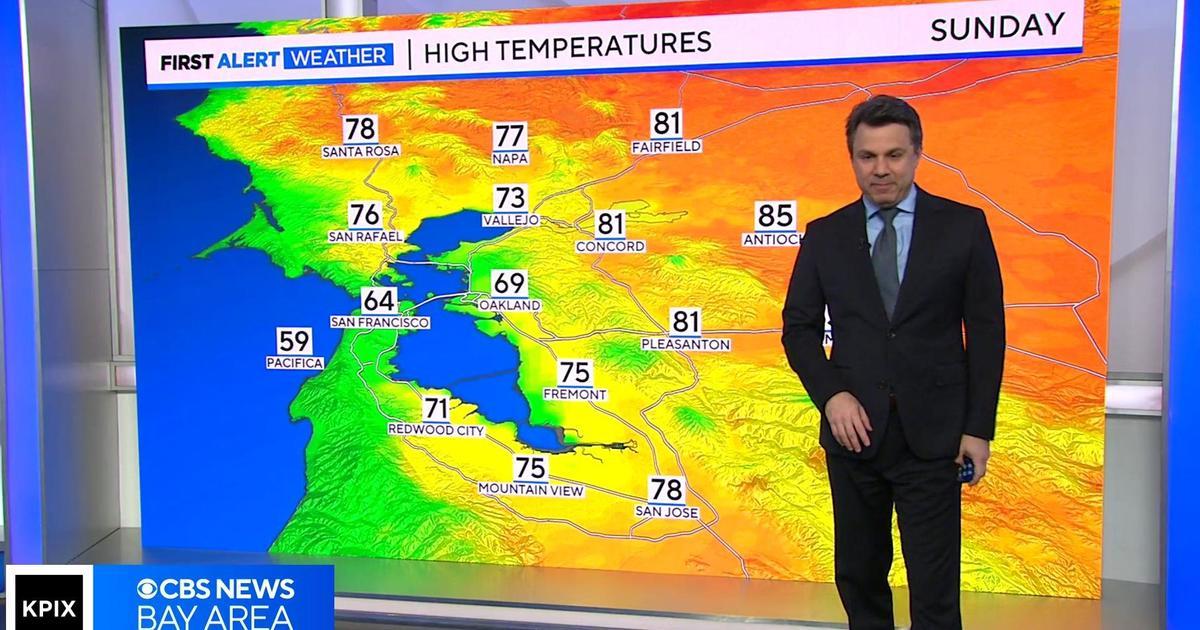 FIRST ALERT WEATHER | HIGH TEMPERATURES
SUNDAY
78
SANTA ROSA
77
NAPA
81
FAIRFIELD
76
SAN RAFAEL
73
VALLEJO
81
CONCORD
85
64
SAN FRANCISCO
69
OAKLAND
59
PACIFICA
81
PLEASANTON
75
FREMONT
71
REDWOOD CITY
75
MOUNTAIN VIEW
78
SAN JOSE
KPIX
CBS NEWS
BAY AREA